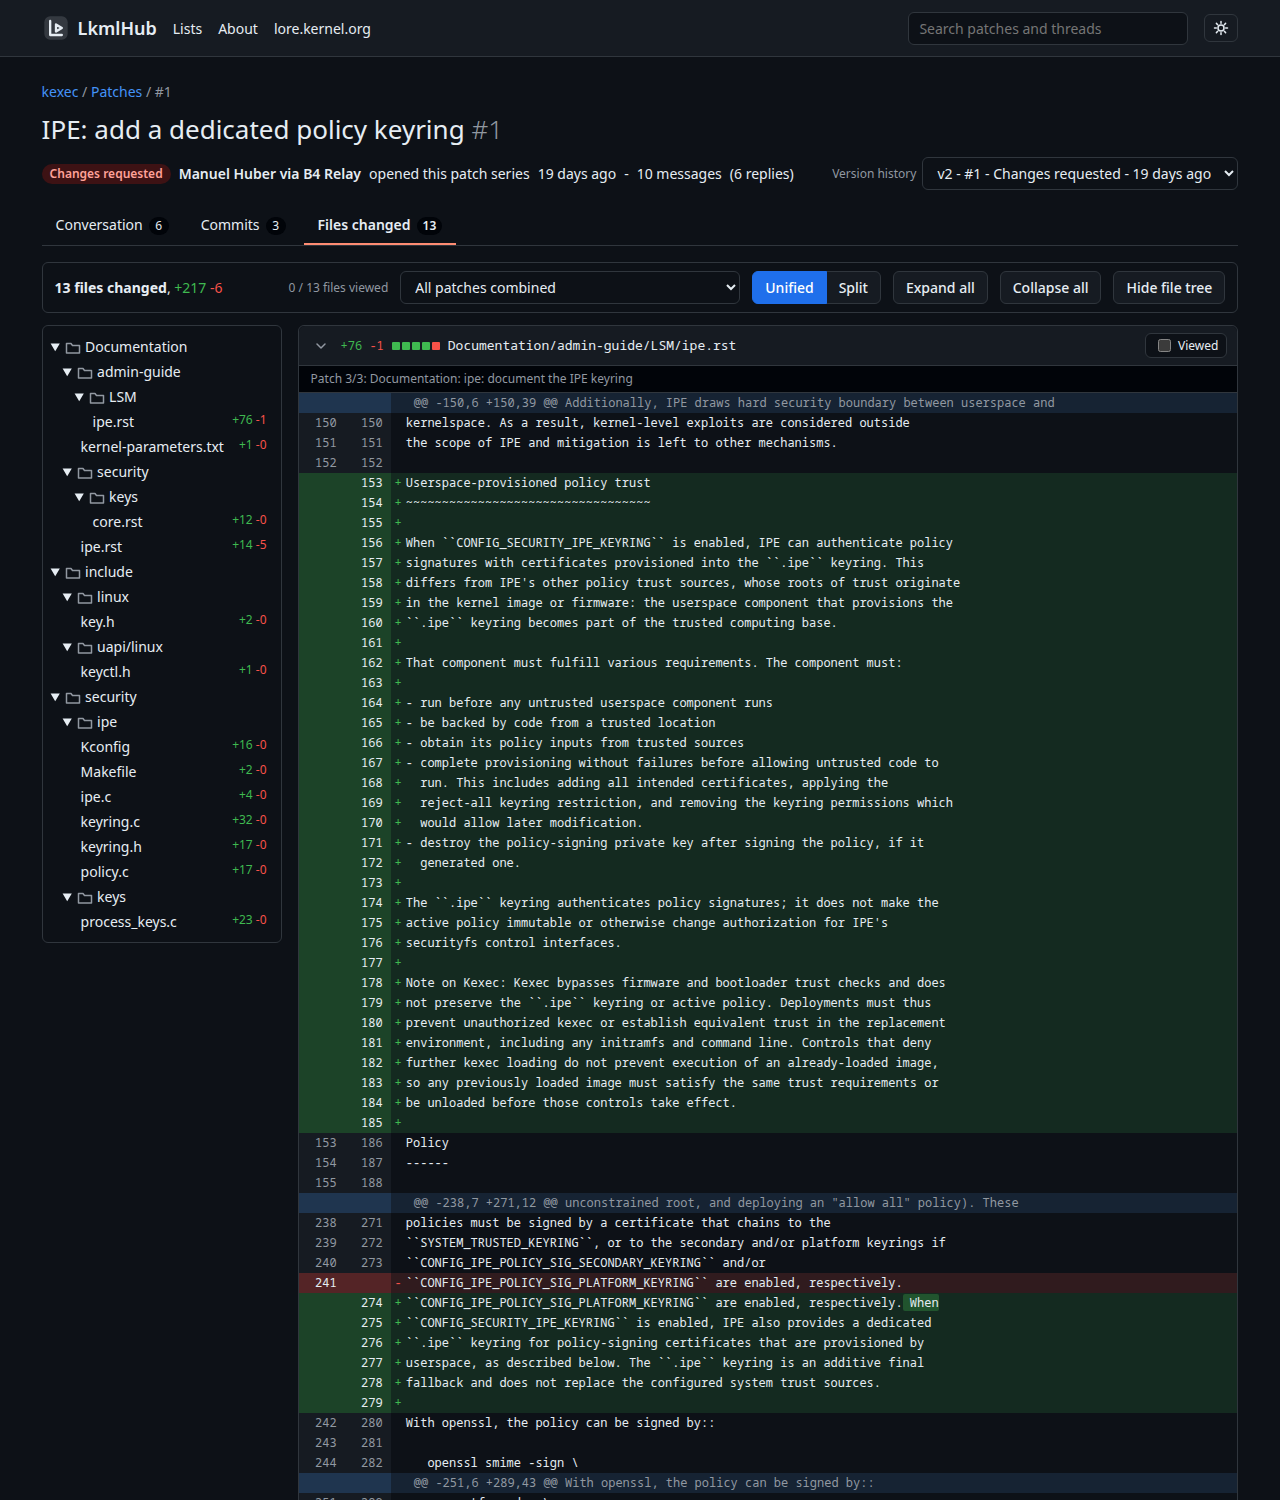 LkmlHub Lists About lore.kernel.org Search patches and threads
kexec / Patches / #1
IPE: add a dedicated policy keyring #1
Changes requested Manuel Huber via B4 Relay opened this patch series 19 days ago - 10 messages (6 replies) Version history v2 - #1 - Changes requested - 19 days ago
Conversation 6 Commits 3 Files changed 13
13 files changed, +217 -6 0 / 13 files viewed All patches combined Unified Split Expand all Collapse all Hide file tree
Documentation
admin-guide
LSM
ipe.rst +76 -1
kernel-parameters.txt +1 -0
security
keys
core.rst +12 -0
ipe.rst +14 -5
include
linux
key.h +2 -0
uapi/linux
keyctl.h +1 -0
security
ipe
Kconfig +16 -0
Makefile +2 -0
ipe.c +4 -0
keyring.c +32 -0
keyring.h +17 -0
policy.c +17 -0
keys
process_keys.c +23 -0
+76 -1 Documentation/admin-guide/LSM/ipe.rst Viewed
Patch 3/3: Documentation: ipe: document the IPE keyring
@@ -150,6 +150,39 @@ Additionally, IPE draws hard security boundary between userspace and
150 150 kernelspace. As a result, kernel-level exploits are considered outside
151 151 the scope of IPE and mitigation is left to other mechanisms.
152 152
153 + Userspace-provisioned policy trust
154 + ~~~~~~~~~~~~~~~~~~~~~~~~~~~~~~~~~~
155 +
156 + When ``CONFIG_SECURITY_IPE_KEYRING`` is enabled, IPE can authenticate policy
157 + signatures with certificates provisioned into the ``.ipe`` keyring. This
158 + differs from IPE's other policy trust sources, whose roots of trust originate
159 + in the kernel image or firmware: the userspace component that provisions the
160 + ``.ipe`` keyring becomes part of the trusted computing base.
161 +
162 + That component must fulfill various requirements. The component must:
163 +
164 + - run before any untrusted userspace component runs
165 + - be backed by code from a trusted location
166 + - obtain its policy inputs from trusted sources
167 + - complete provisioning without failures before allowing untrusted code to
168 + run. This includes adding all intended certificates, applying the
169 + reject-all keyring restriction, and removing the keyring permissions which
170 + would allow later modification.
171 + - destroy the policy-signing private key after signing the policy, if it
172 + generated one.
173 +
174 + The ``.ipe`` keyring authenticates policy signatures; it does not make the
175 + active policy immutable or otherwise change authorization for IPE's
176 + securityfs control interfaces.
177 +
178 + Note on Kexec: Kexec bypasses firmware and bootloader trust checks and does
179 + not preserve the ``.ipe`` keyring or active policy. Deployments must thus
180 + prevent unauthorized kexec or establish equivalent trust in the replacement
181 + environment, including any initramfs and command line. Controls that deny
182 + further kexec loading do not prevent execution of an already-loaded image,
183 + so any previously loaded image must satisfy the same trust requirements or
184 + be unloaded before those controls take effect.
185 +
153 186 Policy
154 187 ------
155 188
@@ -238,7 +271,12 @@ unconstrained root, and deploying an "allow all" policy). These
238 271 policies must be signed by a certificate that chains to the
239 272 ``SYSTEM_TRUSTED_KEYRING``, or to the secondary and/or platform keyrings if
240 273 ``CONFIG_IPE_POLICY_SIG_SECONDARY_KEYRING`` and/or
241 - ``CONFIG_IPE_POLICY_SIG_PLATFORM_KEYRING`` are enabled, respectively.
274 + ``CONFIG_IPE_POLICY_SIG_PLATFORM_KEYRING`` are enabled, respectively. When
275 + ``CONFIG_SECURITY_IPE_KEYRING`` is enabled, IPE also provides a dedicated
276 + ``.ipe`` keyring for policy-signing certificates that are provisioned by
277 + userspace, as described below. The ``.ipe`` keyring is an additive final
278 + fallback and does not replace the configured system trust sources.
279 +
242 280 With openssl, the policy can be signed by::
243 281
244 282 openssl smime -sign \
@@ -251,6 +289,43 @@ With openssl, the policy can be signed by::